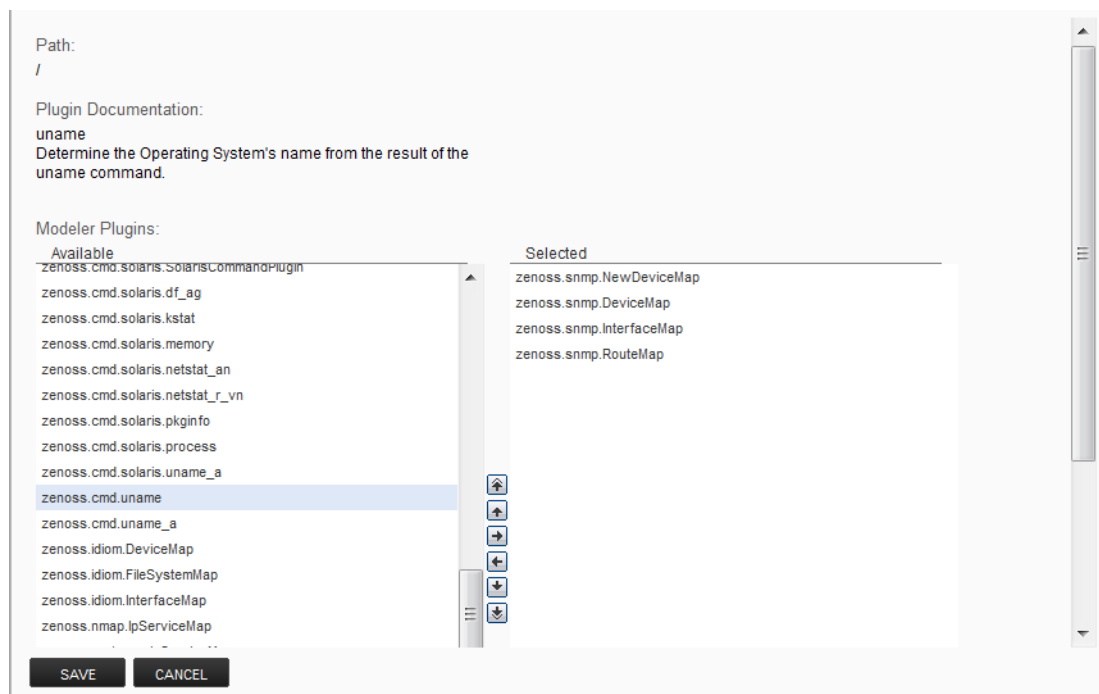 Path:
/
Plugin Documentation:
uname
Determine the Operating System's name from the result of the
uname command.
Modeler Plugins:
Available
zenoss.cmd.solaris.SolarisCommandPlugin
zenoss.cmd.solaris.df_ag
zenoss.cmd.solaris.kstat
zenoss.cmd.solaris.memory
zenoss.cmd.solaris.netstat_an
zenoss.cmd.solaris.netstat_r_vn
zenoss.cmd.solaris.pkginfo
zenoss.cmd.solaris.process
zenoss.cmd.solaris.uname_a
zenoss.cmd.uname
zenoss.cmd.uname_a
zenoss.idiom.DeviceMap
zenoss.idiom.FileSystemMap
zenoss.idiom.InterfaceMap
zenoss.nmap.IpServiceMap
Selected
zenoss.snmp.NewDeviceMap
zenoss.snmp.DeviceMap
zenoss.snmp.InterfaceMap
zenoss.snmp.RouteMap
SAVE
CANCEL